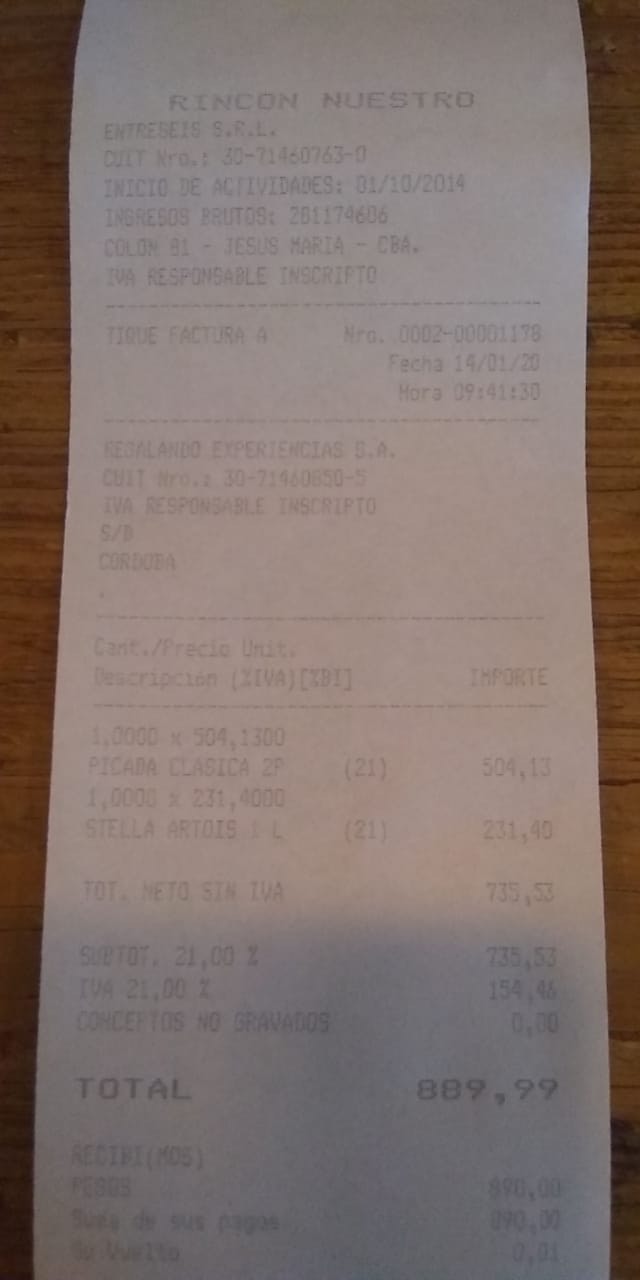 RINCON NUESTRO
ENTRESEIS S.R.L.
CUIT Nro.: 30-71460763-0
INICIO DE ACTIVIDADES: 01/10/2014
INGRESOS BRUTOS: 281174606
COLON 81 - JESUS MARIA - CBA.
IVA RESPONSABLE INSCRIPTO
TIQUE FACTURA A Nro. 0002-00001178
Fecha 14/01/20
Hora 09:41:30
REGALANDO EXPERIENCIAS S.A.
CUIT Nro.: 30-71460850-5
IVA RESPONSABLE INSCRIPTO
S/D
CORDOBA
.
Cant./Precio Unit.
Descripción (%IVA)[%BI] IMPORTE
1,0000 x 504,1300
PICADA CLASICA 2P (21) 504,13
1,0000 x 231,4000
STELLA ARTOIS 1 L (21) 231,40
TOT. NETO SIN IVA 735,53
SUBTOT. 21,00 % 735,53
IVA 21,00 % 154,46
CONCEPTOS NO GRAVADOS 0,00
TOTAL 889,99
RECIBI(MOS)
PESOS 890,00
Suma de sus pagos 890,00
Su Vuelto 0,01